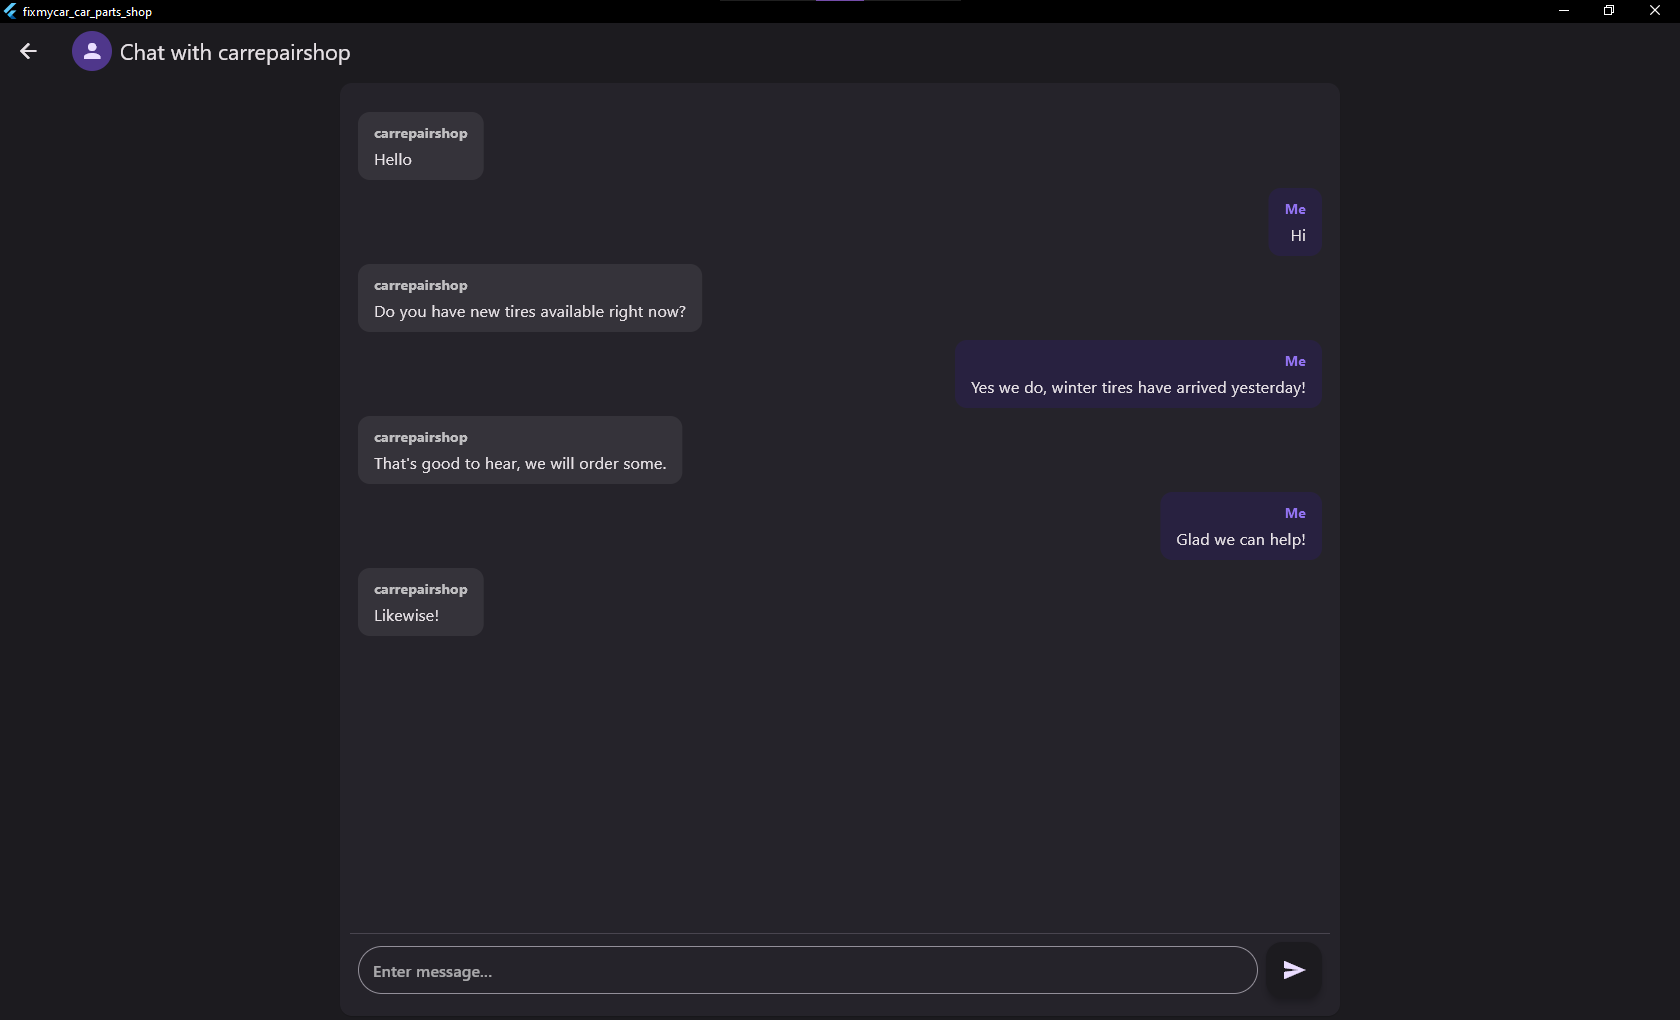 fixmycar_car_parts_shop
Chat with carrepairshop
carrepairshop
Hello
Me
Hi
carrepairshop
Do you have new tires available right now?
Me
Yes we do, winter tires have arrived yesterday!
carrepairshop
That's good to hear, we will order some.
Me
Glad we can help!
carrepairshop
Likewise!
Enter message...